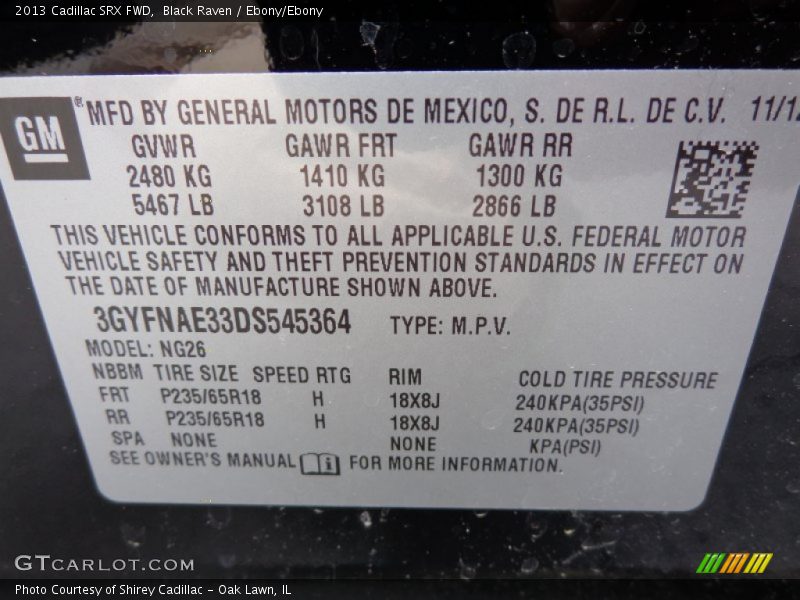 2013 Cadillac SRX FWD, Black Raven / Ebony/Ebony
GM® MFD BY GENERAL MOTORS DE MEXICO, S. DE R.L. DE C.V. 11/12
GVWR GAWR FRT GAWR RR
2480 KG 1410 KG 1300 KG
5467 LB 3108 LB 2866 LB
THIS VEHICLE CONFORMS TO ALL APPLICABLE U.S. FEDERAL MOTOR
VEHICLE SAFETY AND THEFT PREVENTION STANDARDS IN EFFECT ON
THE DATE OF MANUFACTURE SHOWN ABOVE.
3GYFNAE33DS545364 TYPE: M.P.V.
MODEL: NG26
NBBM TIRE SIZE SPEED RTG RIM COLD TIRE PRESSURE
FRT P235/65R18 H 18X8J 240KPA(35PSI)
RR P235/65R18 H 18X8J 240KPA(35PSI)
SPA NONE NONE KPA(PSI)
SEE OWNER'S MANUAL i FOR MORE INFORMATION.
GTCARLOT.COM
Photo Courtesy of Shirey Cadillac - Oak Lawn, IL